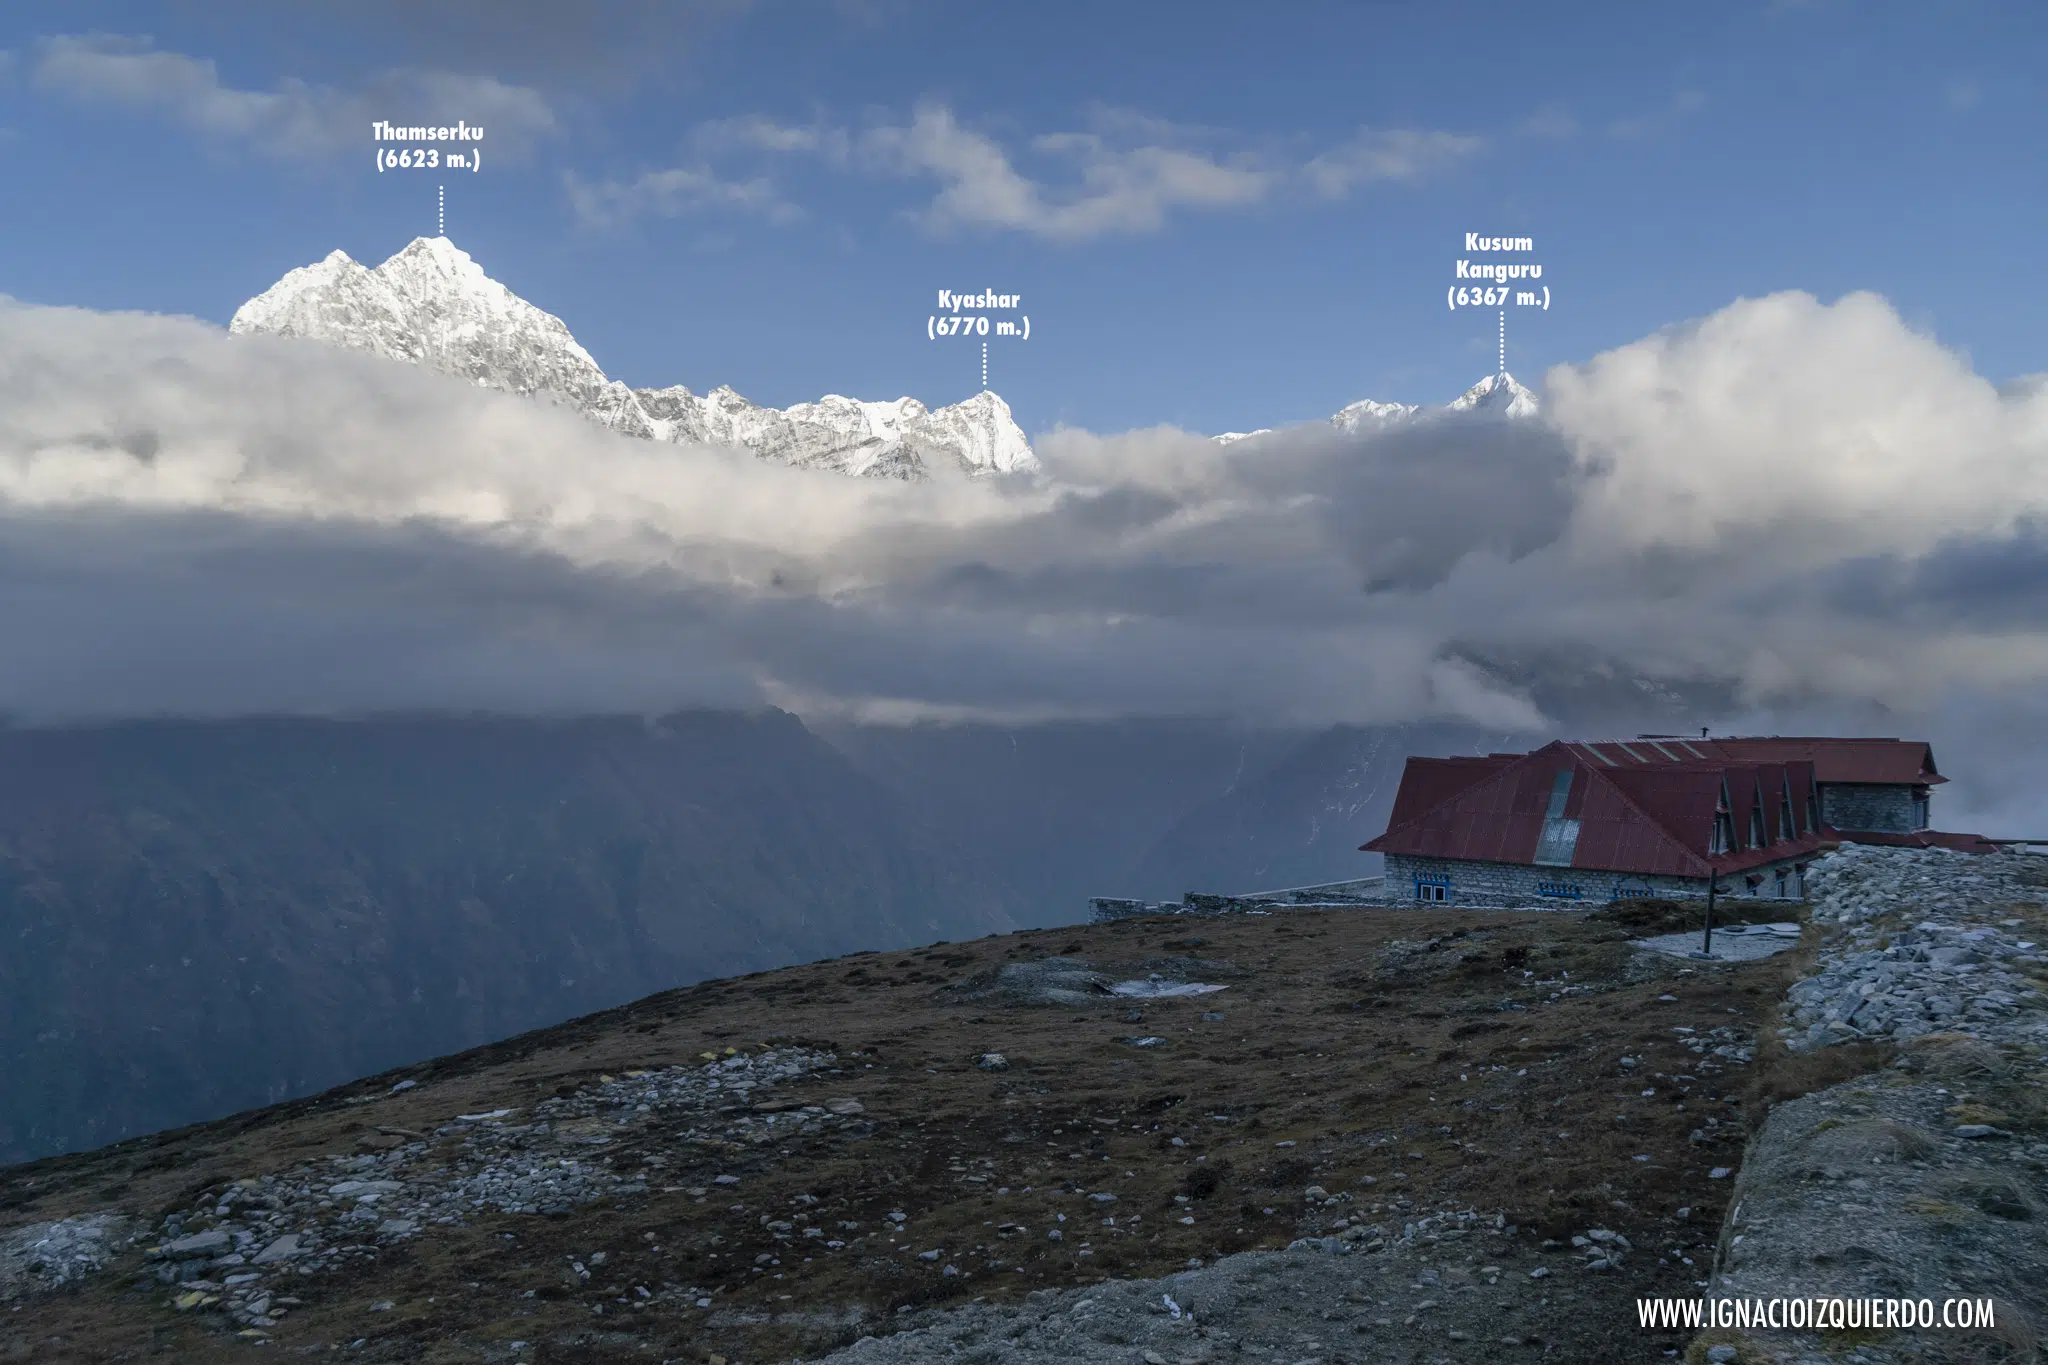 Thamserku
(6623 m.)
Kyashar
(6770 m.)
Kusum
Kanguru
(6367 m.)
WWW.IGNACIOIZQUIERDO.COM